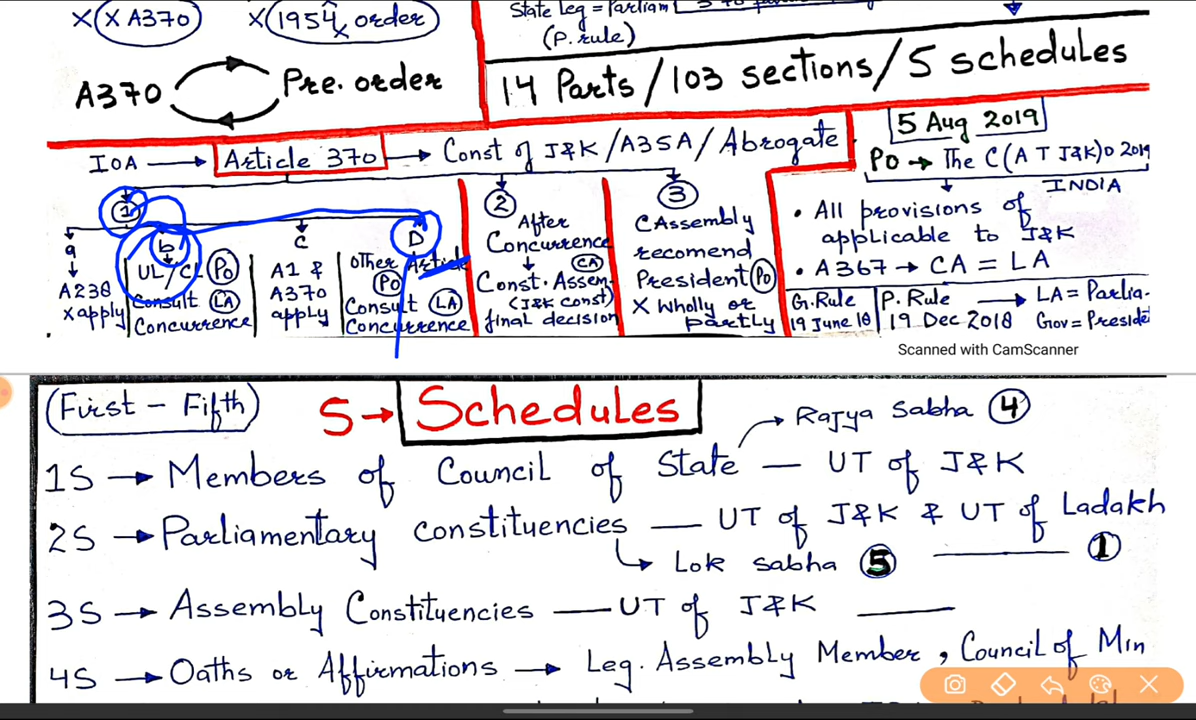 X (X A370) X (1954 order)
State Leg = Parliam
(P. rule)
A370 Pre. order
14 Parts / 103 sections / 5 schedules
IOA → Article 370 → Const of J&K / A35A / Abrogate
1
a
A238
X apply
b
UL/CL (PO)
Consult (LA)
Concurrence
c
A1 &
A370
apply
D
other Article
(PO)
Consult (LA)
Concurrence
2
After
Concurrence
(CA)
Const. Assem.
(J&K Const)
final decision
3
C Assembly
recomend
President (PO)
X Wholly or
partly
5 Aug 2019
PO → The C (A T J&K) O 2019
INDIA
• All provisions of
applicable to J&K
• A367 → CA = LA
G. Rule
19 June 18
P. Rule → LA = Parlia-
19 Dec 2018 Gov = Preside
Scanned with CamScanner
(First – Fifth) S → Schedules
→ Rajya Sabha (4)
1S → Members of Council of State — UT of J&K
2S → Parliamentary constituencies — UT of J&K & UT of Ladakh
→ Lok sabha (5) — (1)
3S → Assembly Constituencies — UT of J&K —
4S → Oaths or Affirmations → Leg. Assembly Member, Council of Min